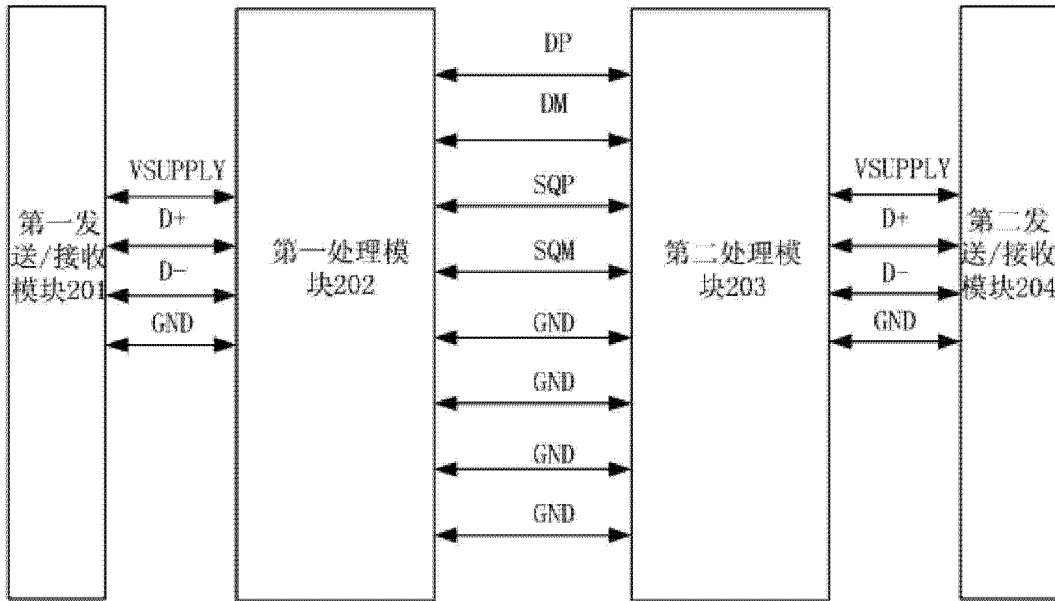 VSUPPLY
D+
D-
GND
第一发
送/接收
模块201
第一处理模
块202
DP
DM
SQP
SQM
GND
GND
GND
GND
第二处理模
块203
VSUPPLY
D+
D-
GND
第二发
送/接收
模块204